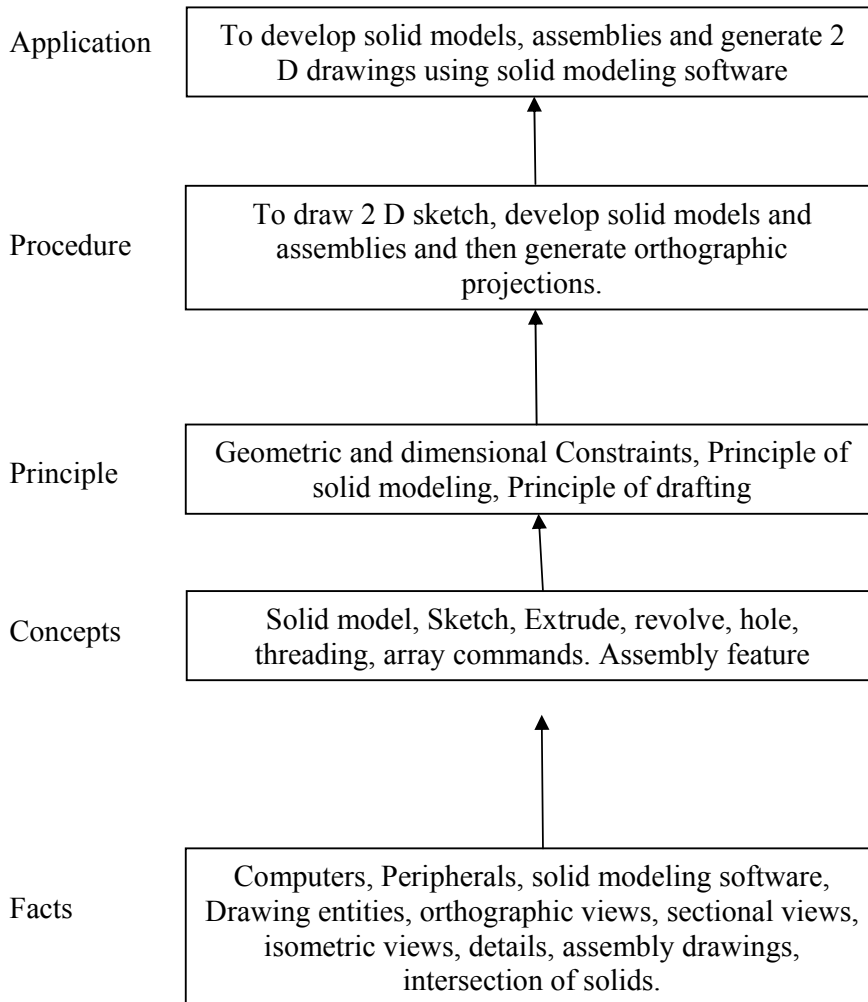 Application
To develop solid models, assemblies and generate 2
D drawings using solid modeling software
Procedure
To draw 2 D sketch, develop solid models and
assemblies and then generate orthographic
projections.
Principle
Geometric and dimensional Constraints, Principle of
solid modeling, Principle of drafting
Concepts
Solid model, Sketch, Extrude, revolve, hole,
threading, array commands. Assembly feature
Facts
Computers, Peripherals, solid modeling software,
Drawing entities, orthographic views, sectional views,
isometric views, details, assembly drawings,
intersection of solids.